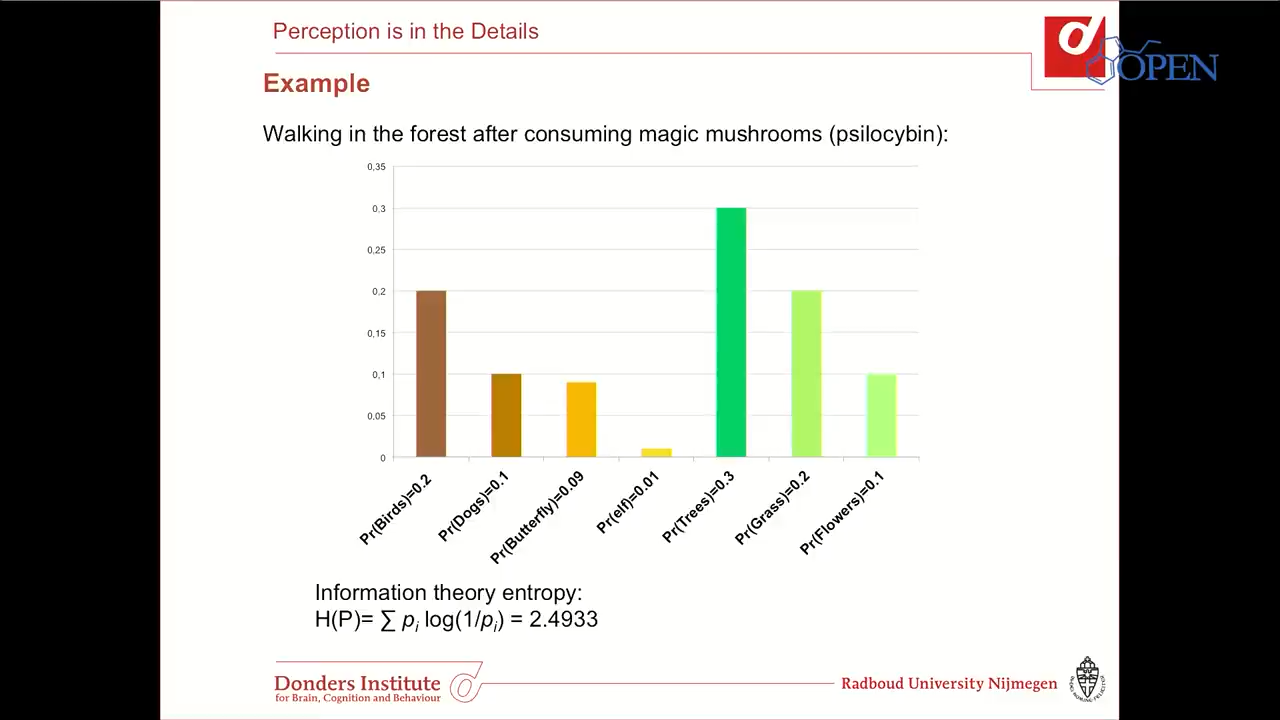 Perception is in the Details
OPEN
Example
Walking in the forest after consuming magic mushrooms (psilocybin):
0,35
0,3
0,25
0,2
0,15
0,1
0,05
0
Pr(Birds)=0.2
Pr(Dogs)=0.1
Pr(Butterfly)=0.09
Pr(elf)=0.01
Pr(Trees)=0.3
Pr(Grass)=0.2
Pr(Flowers)=0.1
Information theory entropy:
H(P)= ∑ pi log(1/pi) = 2.4933
Donders Institute
for Brain, Cognition and Behaviour
Radboud University Nijmegen